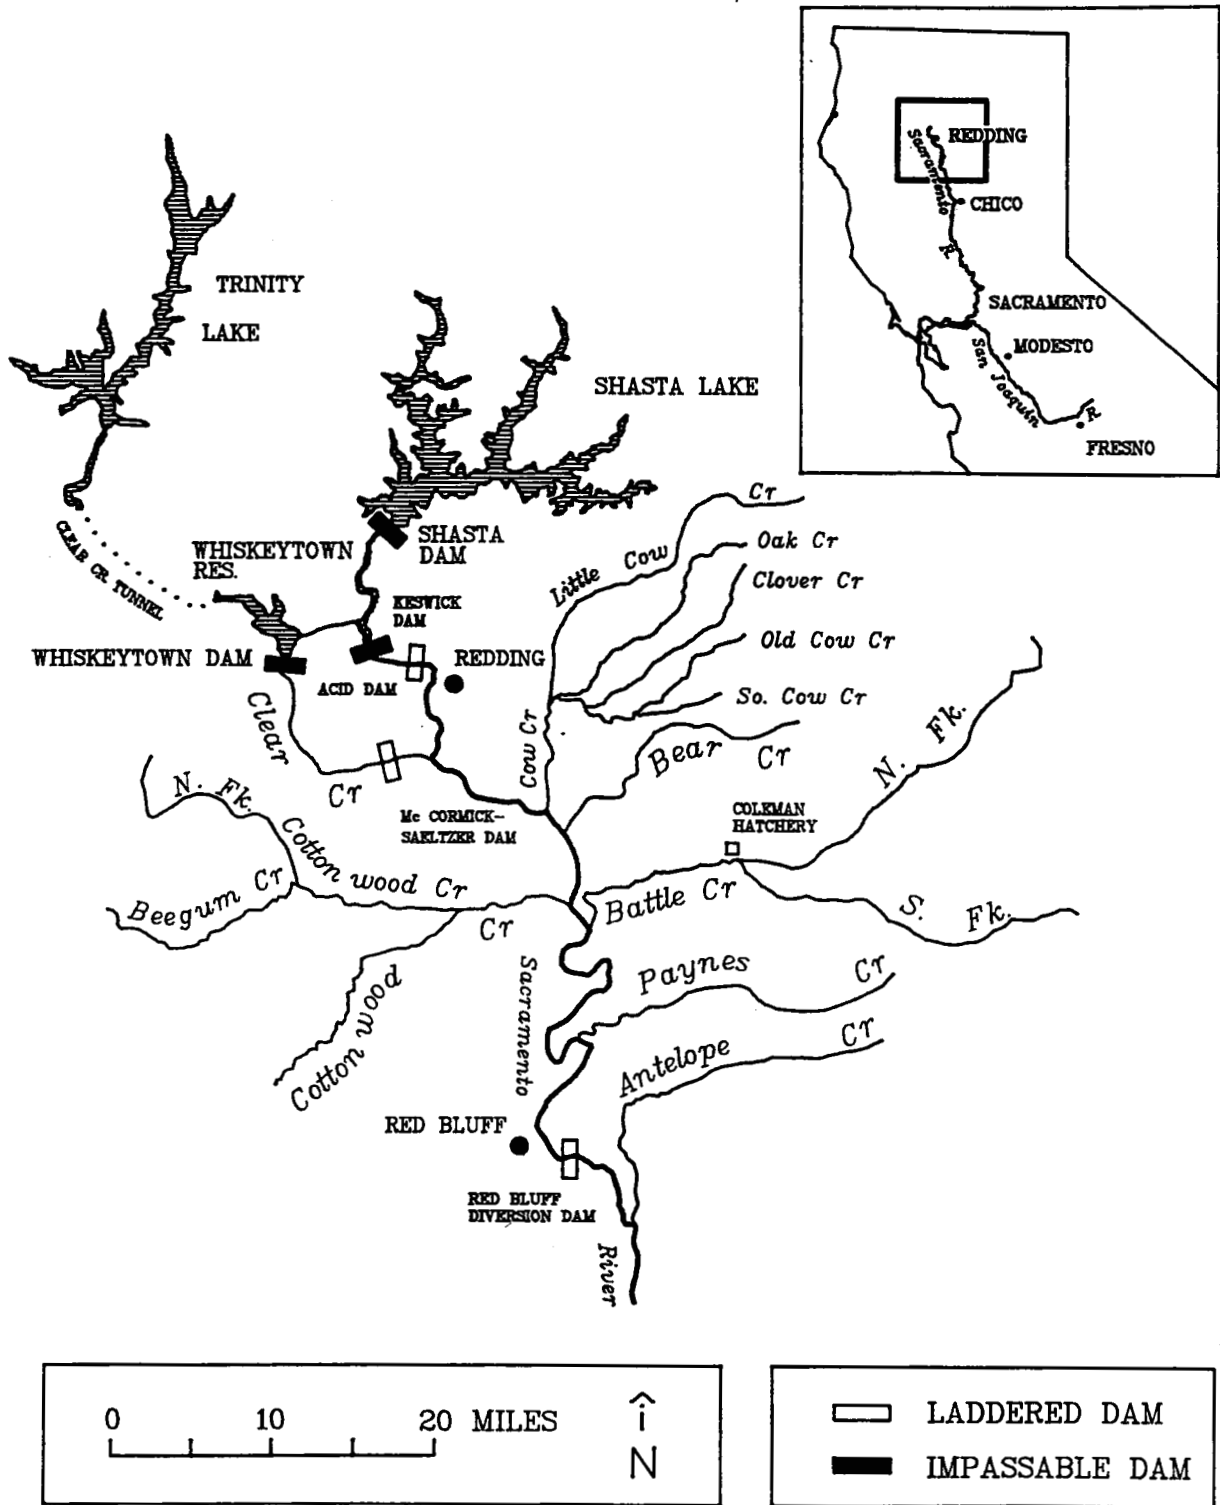 REDDING
Sacramento
R
CHICO
SACRAMENTO
MODESTO
San Joaquin
R
FRESNO
TRINITY
LAKE
SHASTA LAKE
CLEAR CR. TUNNEL
WHISKEYTOWN
RES.
SHASTA
DAM
KESWICK
DAM
WHISKEYTOWN DAM
ACID DAM
REDDING
Little Cow Cr
Oak Cr
Clover Cr
Old Cow Cr
So. Cow Cr
Cow Cr
Bear Cr
Clear Cr
Mc CORMICK-
SAELTZER DAM
COLEMAN
HATCHERY
N. Fk.
N. Fk.
Cotton wood Cr
Beegum Cr
Battle Cr
S. Fk.
Cotton wood Cr
Sacramento
Paynes Cr
Antelope Cr
RED BLUFF
RED BLUFF
DIVERSION DAM
River
0 10 20 MILES
N
LADDERED DAM
IMPASSABLE DAM